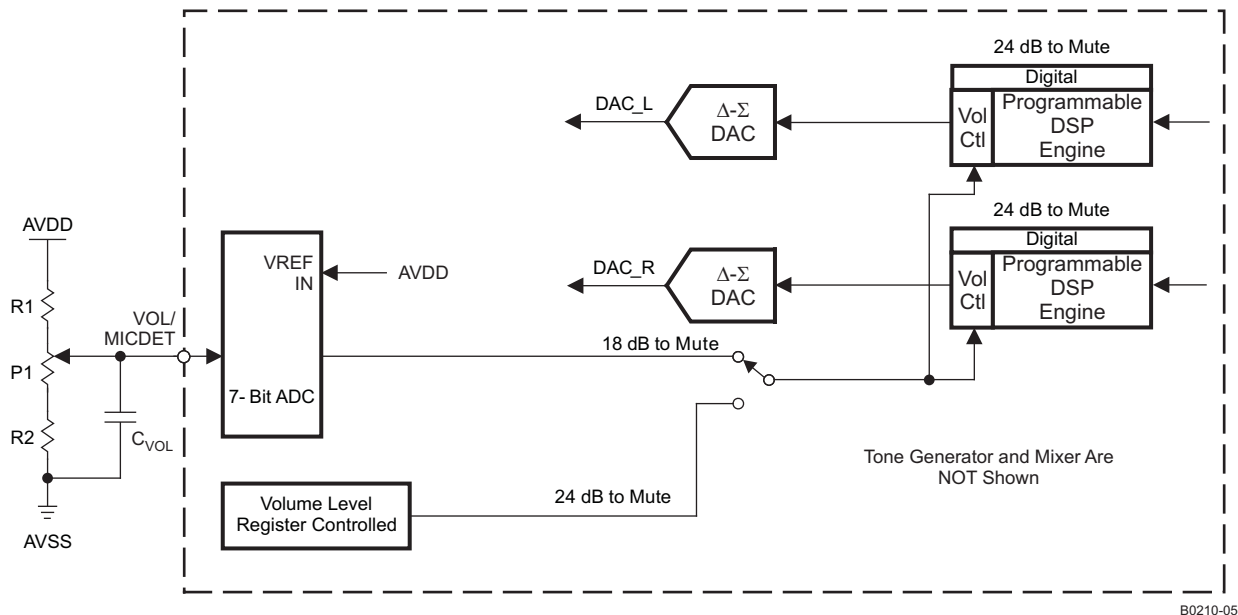 24 dB to Mute
Digital
Vol
Ctl
Programmable
DSP
Engine
DAC_L
Δ-Σ
DAC
24 dB to Mute
Digital
Vol
Ctl
Programmable
DSP
Engine
DAC_R
Δ-Σ
DAC
AVDD
R1
P1
R2
AVSS
VOL/
MICDET
C_VOL
VREF
IN
AVDD
7- Bit ADC
18 dB to Mute
Volume Level
Register Controlled
24 dB to Mute
Tone Generator and Mixer Are
NOT Shown
B0210-05